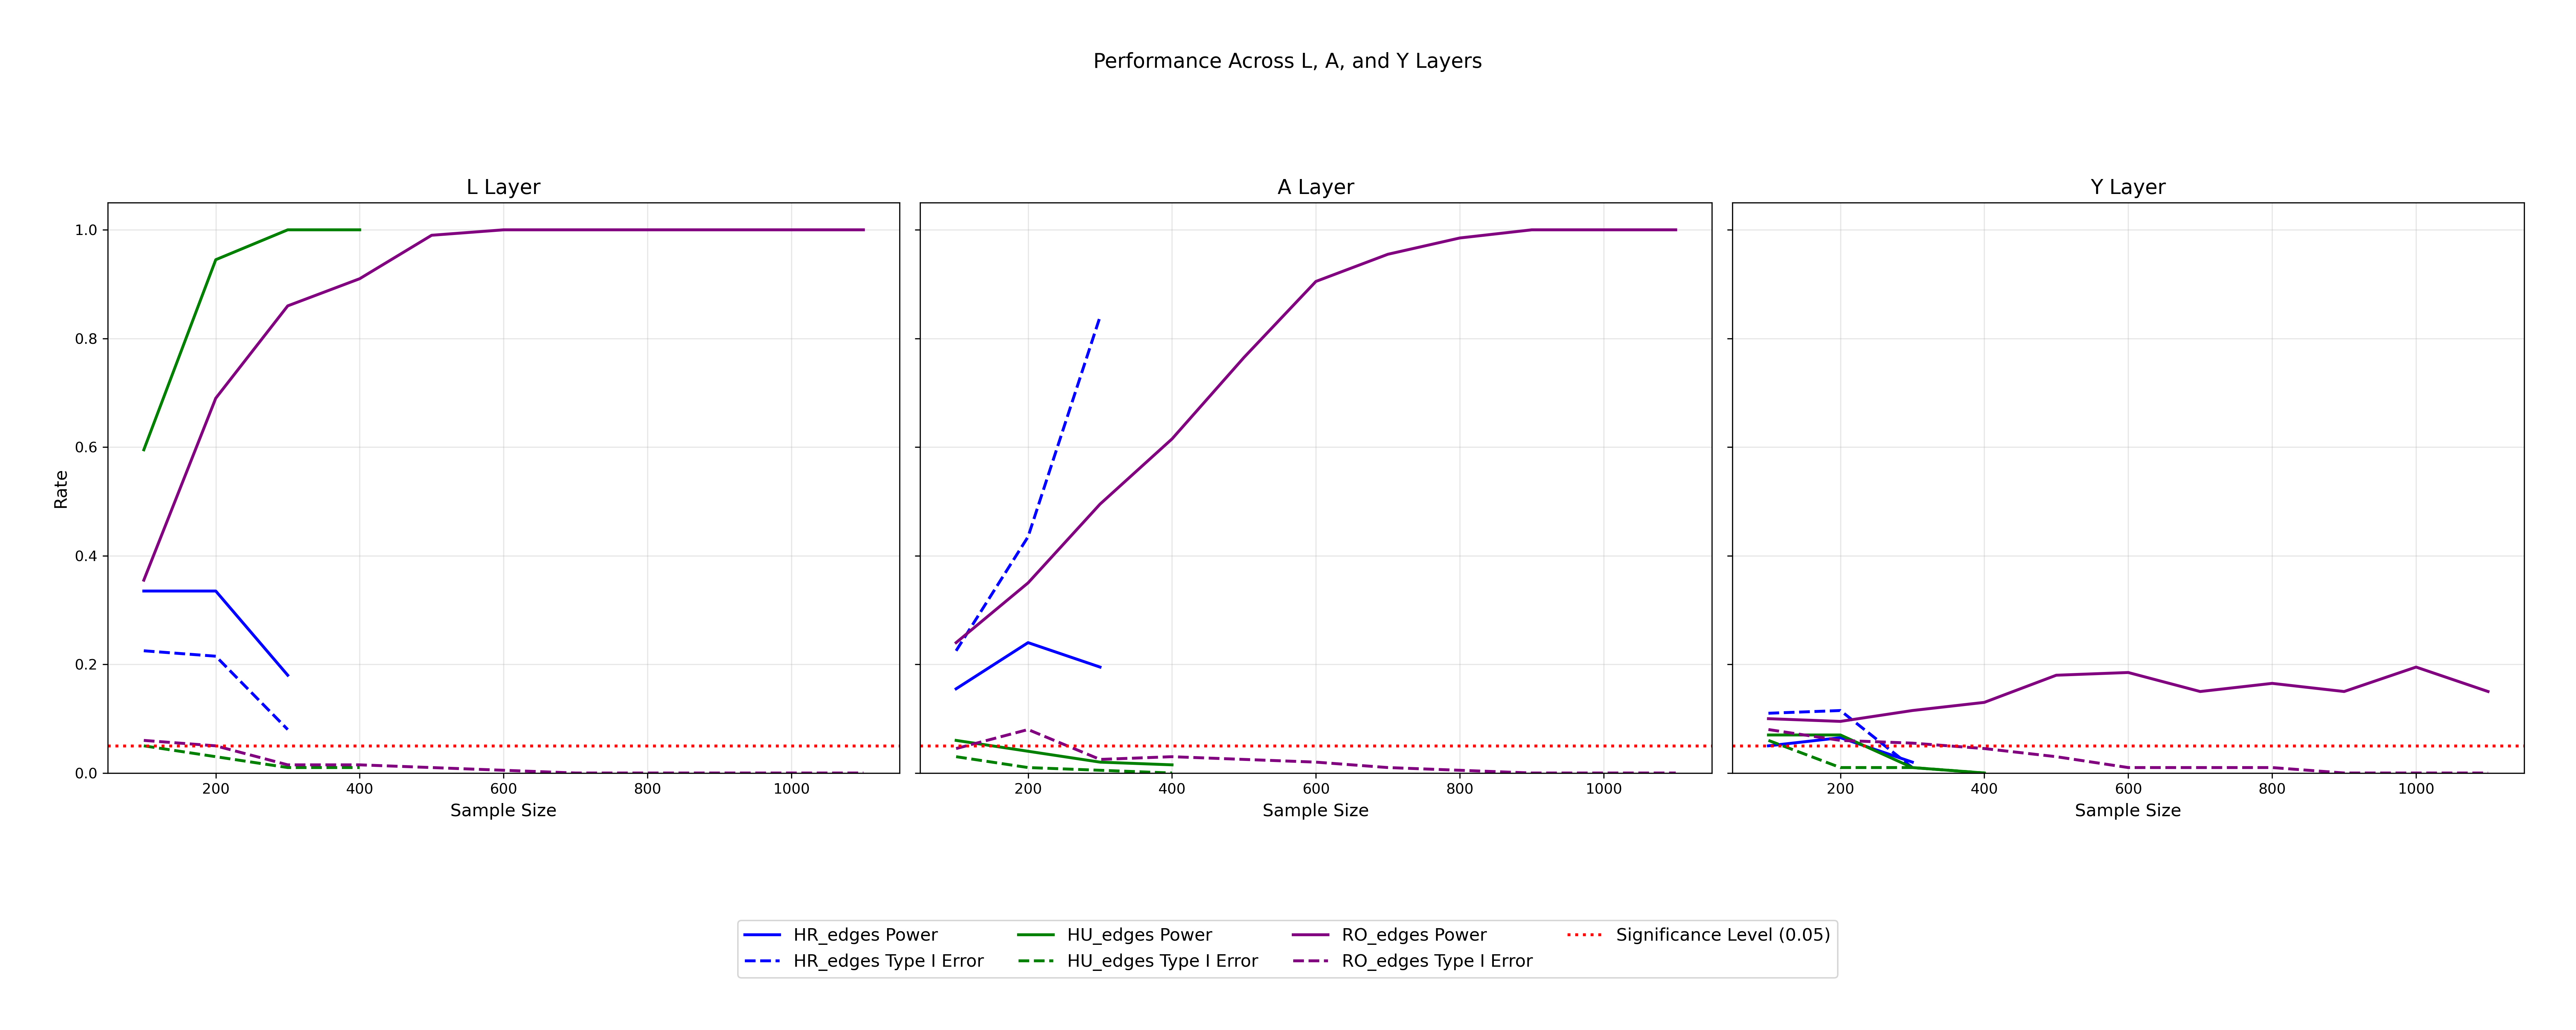 Performance Across L, A, and Y Layers
L Layer
A Layer
Y Layer
Rate
1.0
0.8
0.6
0.4
0.2
0.0
200 400 600 800 1000
200 400 600 800 1000
200 400 600 800 1000
Sample Size
Sample Size
Sample Size
HR_edges Power
HR_edges Type I Error
HU_edges Power
HU_edges Type I Error
RO_edges Power
RO_edges Type I Error
Significance Level (0.05)